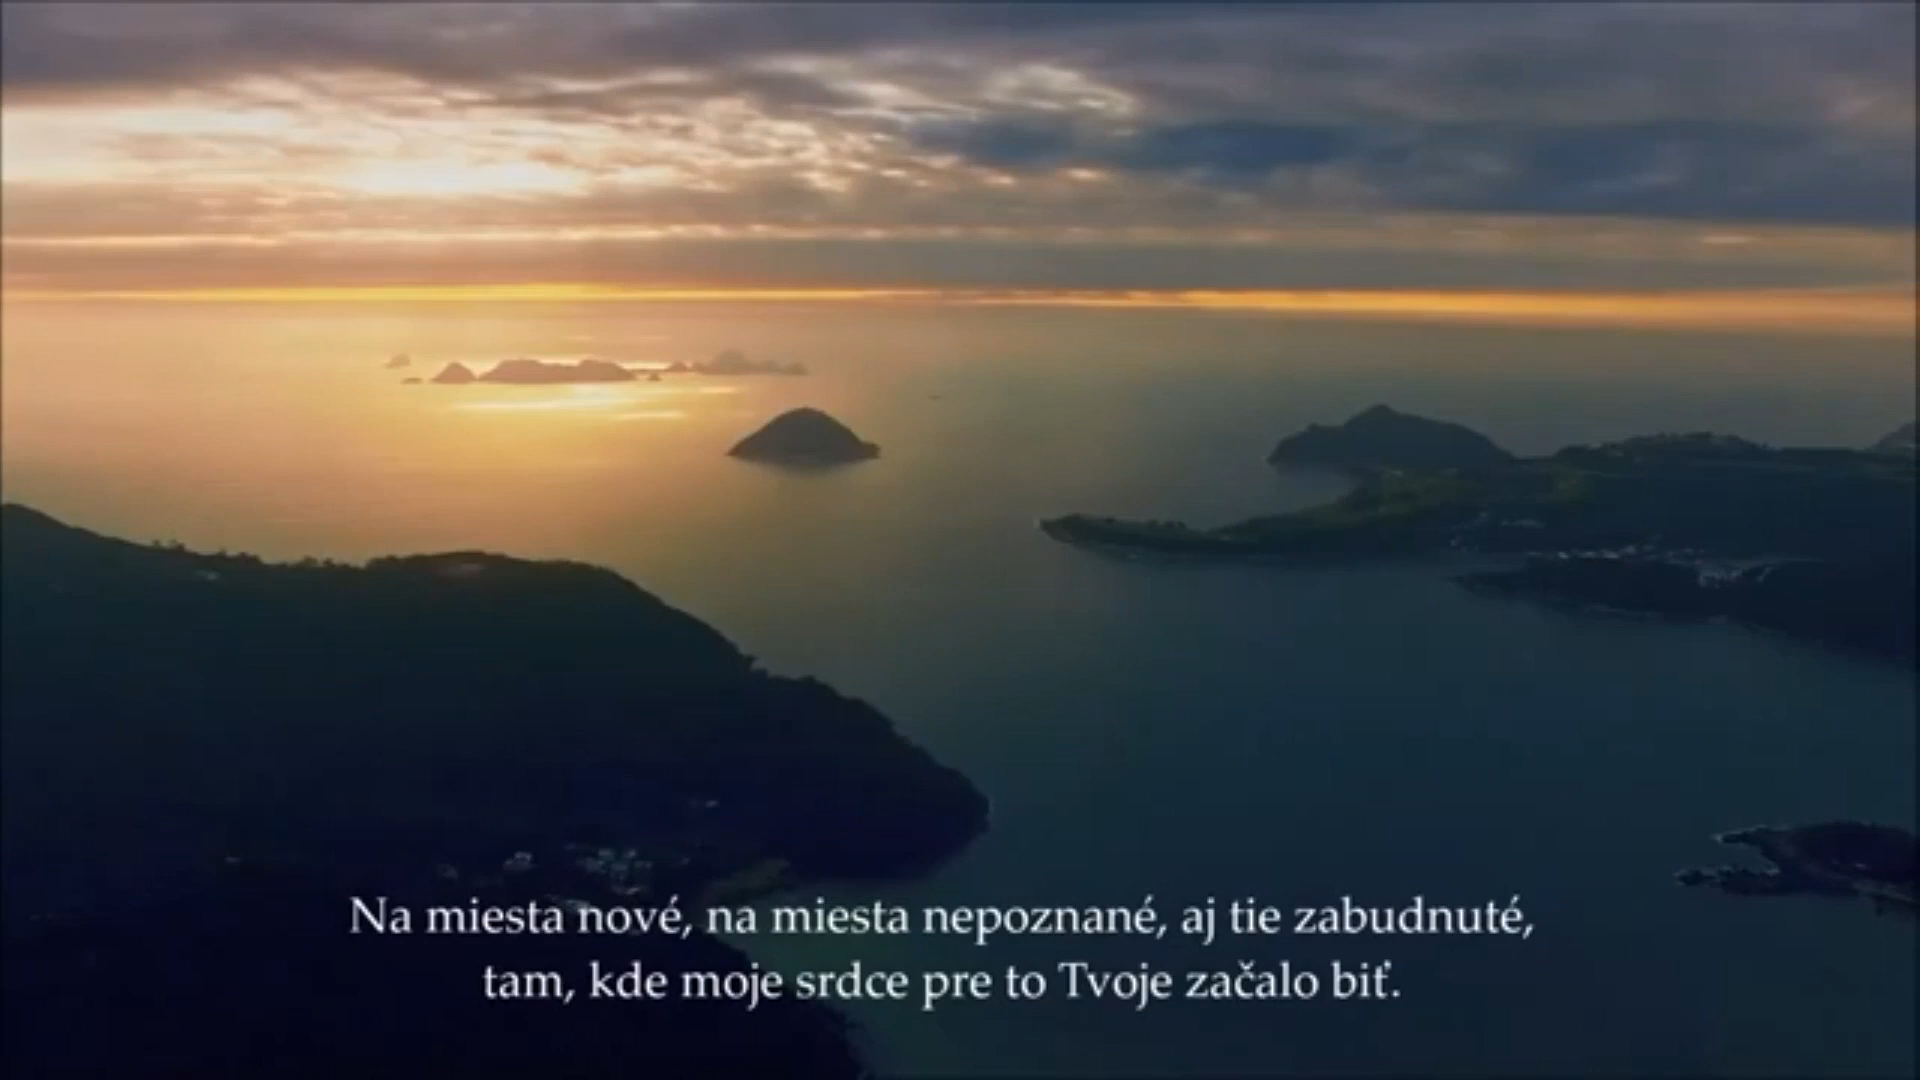 Na miesta nové, na miesta nepoznané, aj tie zabudnuté,
tam, kde moje srdce pre to Tvoje začalo biť.